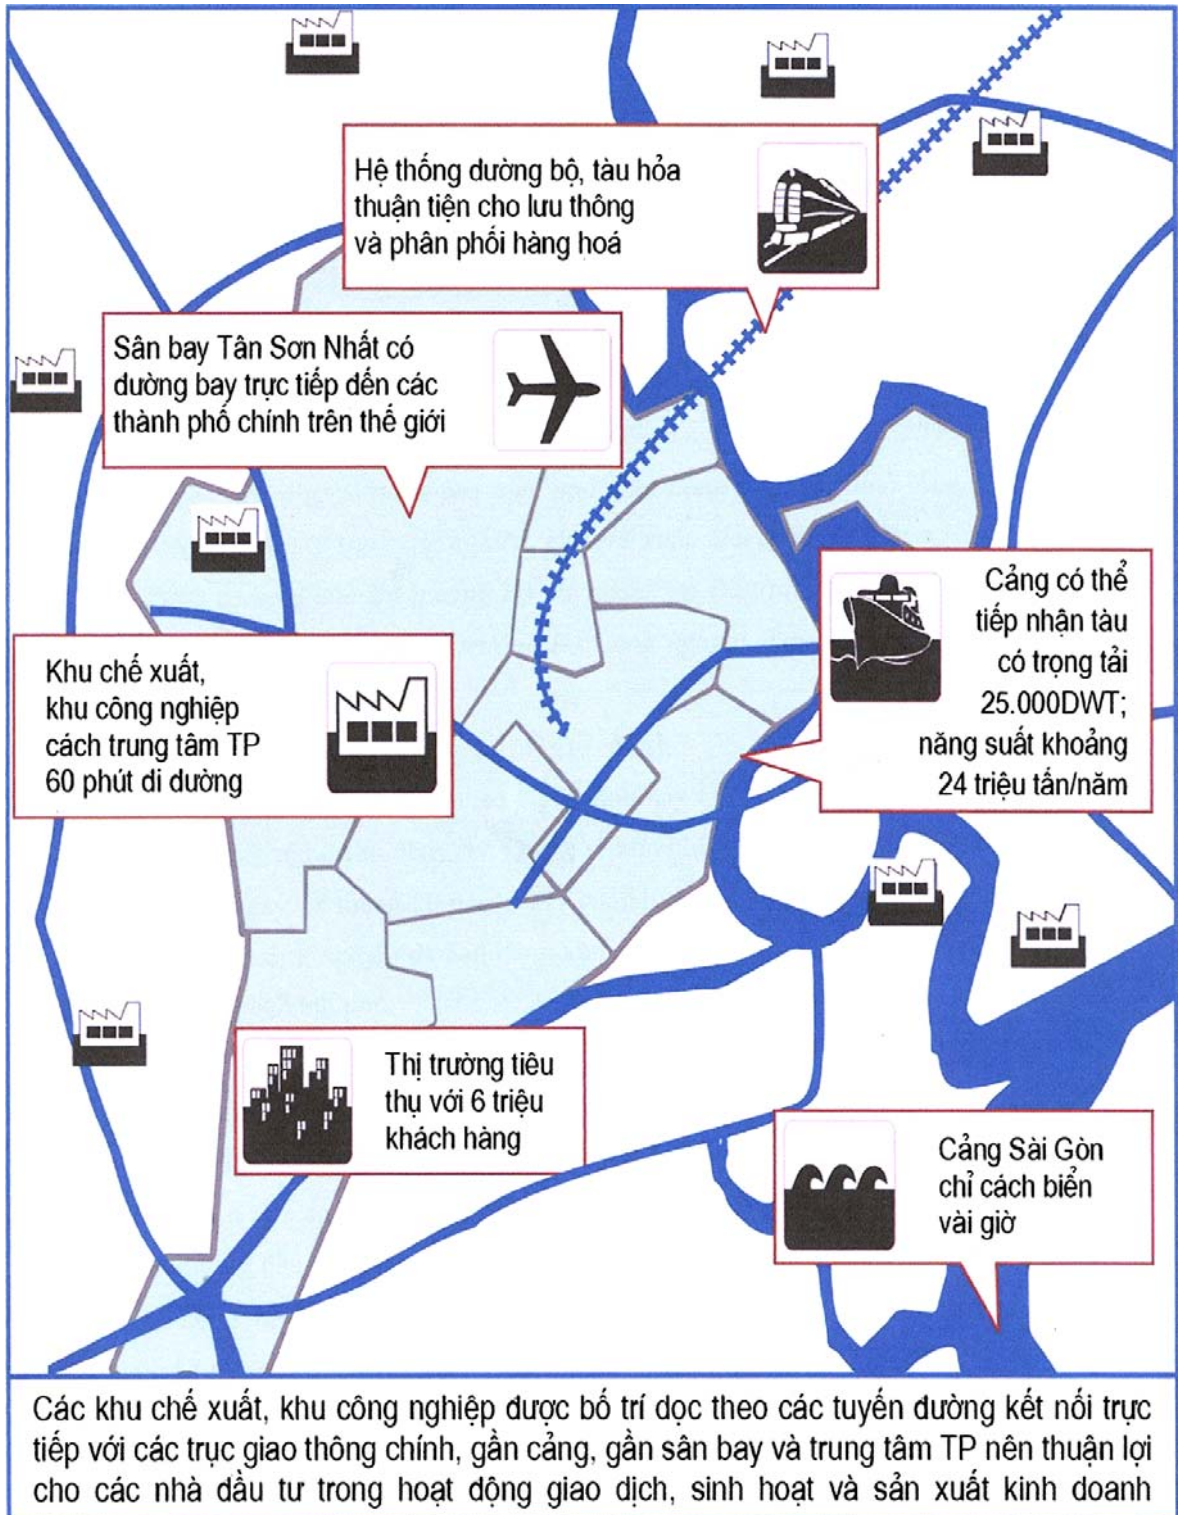 Hệ thống đường bộ, tàu hỏa
thuận tiện cho lưu thông
và phân phối hàng hoá
Sân bay Tân Sơn Nhất có
đường bay trực tiếp đến các
thành phố chính trên thế giới
Cảng có thể
tiếp nhận tàu
có trọng tải
25.000DWT;
năng suất khoảng
24 triệu tấn/năm
Khu chế xuất,
khu công nghiệp
cách trung tâm TP
60 phút đi đường
Thị trường tiêu
thụ với 6 triệu
khách hàng
Cảng Sài Gòn
chỉ cách biển
vài giờ
Các khu chế xuất, khu công nghiệp được bố trí dọc theo các tuyến đường kết nối trực
tiếp với các trục giao thông chính, gần cảng, gần sân bay và trung tâm TP nên thuận lợi
cho các nhà đầu tư trong hoạt động giao dịch, sinh hoạt và sản xuất kinh doanh